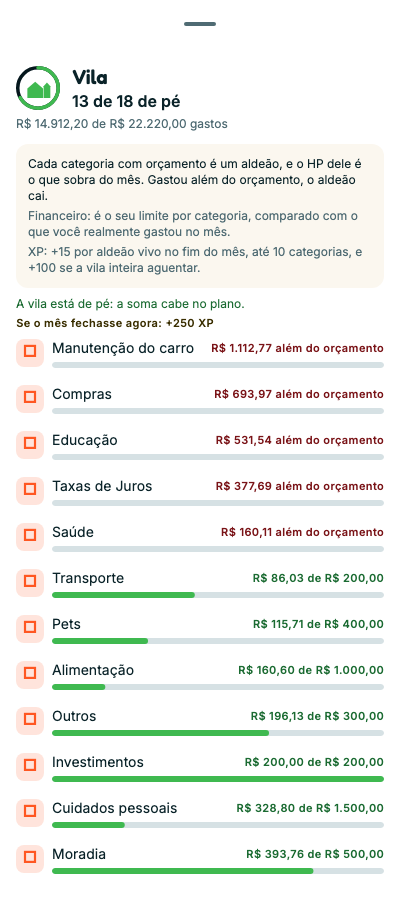 Vila
13 de 18 de pé
R$ 14.912,20 de R$ 22.220,00 gastos
Cada categoria com orçamento é um aldeão, e o HP dele é
o que sobra do mês. Gastou além do orçamento, o aldeão
cai.
Financeiro: é o seu limite por categoria, comparado com o
que você realmente gastou no mês.
XP: +15 por aldeão vivo no fim do mês, até 10 categorias, e
+100 se a vila inteira aguentar.
A vila está de pé: a soma cabe no plano.
Se o mês fechasse agora: +250 XP
Manutenção do carro R$ 1.112,77 além do orçamento
Compras R$ 693,97 além do orçamento
Educação R$ 531,54 além do orçamento
Taxas de Juros R$ 377,69 além do orçamento
Saúde R$ 160,11 além do orçamento
Transporte R$ 86,03 de R$ 200,00
Pets R$ 115,71 de R$ 400,00
Alimentação R$ 160,60 de R$ 1.000,00
Outros R$ 196,13 de R$ 300,00
Investimentos R$ 200,00 de R$ 200,00
Cuidados pessoais R$ 328,80 de R$ 1.500,00
Moradia R$ 393,76 de R$ 500,00